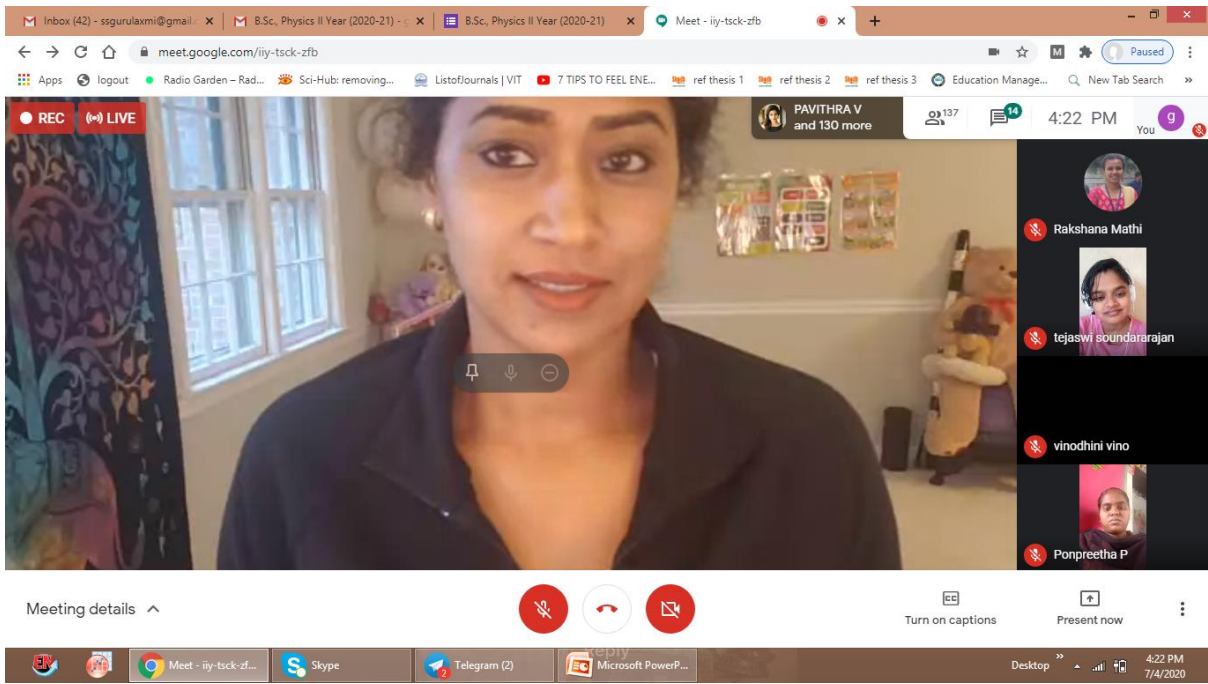 Inbox (42) - ssgurulaxmi@gmail.
B.Sc., Physics II Year (2020-21) -
B.Sc., Physics II Year (2020-21)
Meet - iiy-tsck-zfb
meet.google.com/iiy-tsck-zfb
Paused
Apps
logout
Radio Garden – Rad...
Sci-Hub: removing...
ListofJournals | VIT
7 TIPS TO FEEL ENE...
ref thesis 1
ref thesis 2
ref thesis 3
Education Manage...
New Tab Search
»
REC
LIVE
PAVITHRA V
and 130 more
137
14
4:22 PM
You
g
Rakshana Mathi
tejaswi soundararajan
vinodhini vino
Ponpreetha P
Meeting details
CC
Turn on captions
Present now
Meet - iiy-tsck-zf...
Skype
Telegram (2)
Reply
Microsoft PowerP...
Desktop
»
4:22 PM
7/4/2020